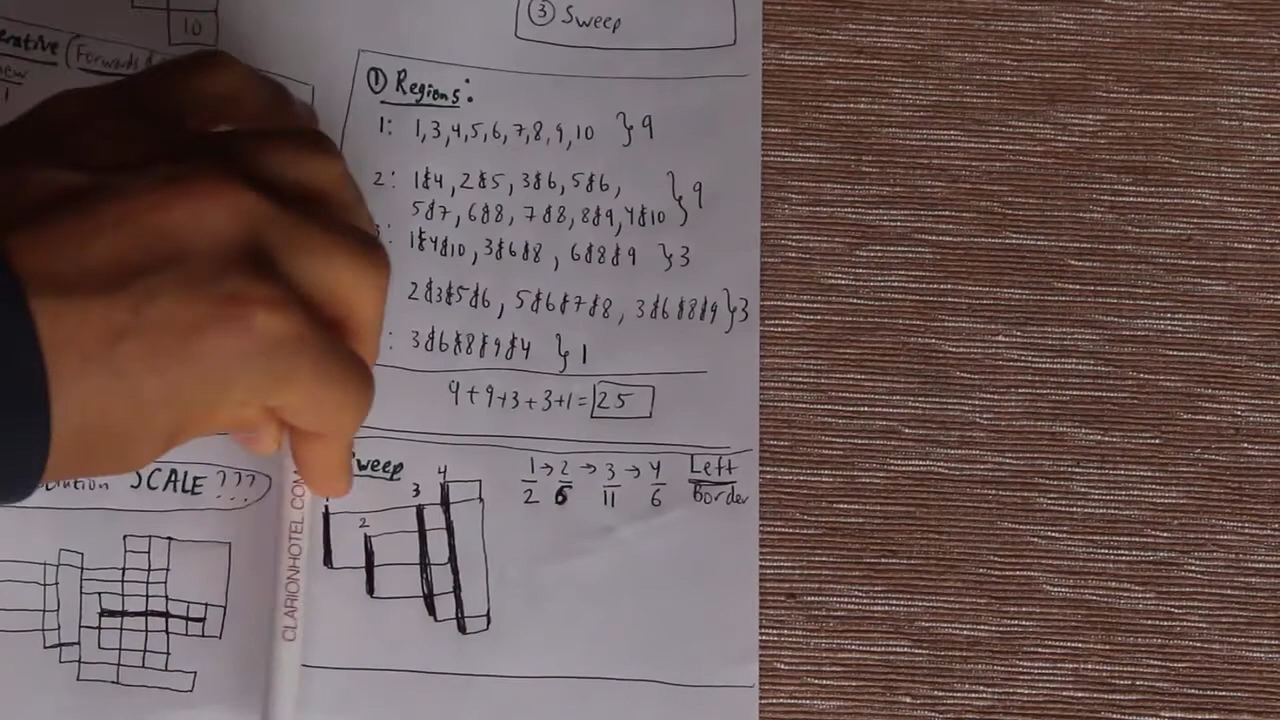 10
③ Sweep
(Forwards
① Regions:
1: 1,3,4,5,6,7,8,9,10 }9
2: 1&4, 2&5, 3&6, 5&6,
5&7, 6&8, 7&8, 8&9, 4&10 }9
: 1&4&10, 3&6&8, 6&8&9 }3
2&3&5&6, 5&6&7&8, 3&6&8&9 }3
: 3&6&8&9&4 }1
9+9+3+3+1=25
SCALE???
weep
1→2→3→4 Left
2 6 11 6 Border
1 2 3 4
CLARIONHOTEL.COM